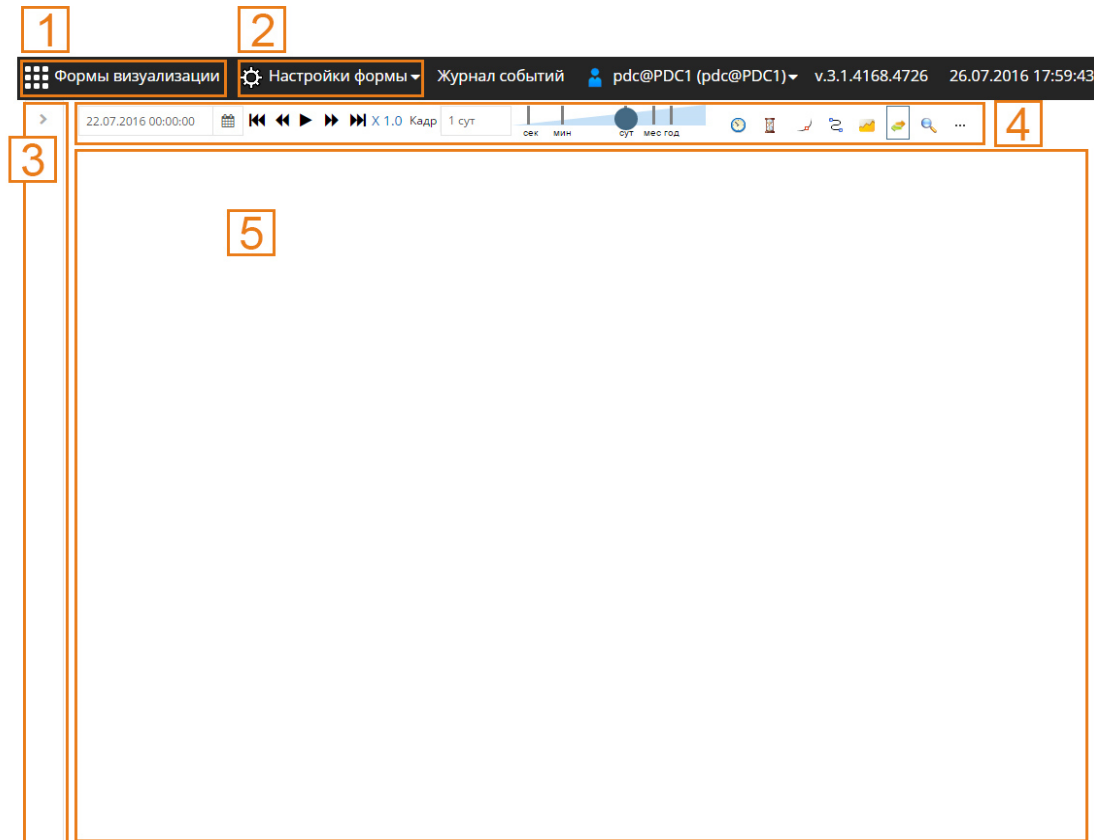 1 2
Формы визуализации Настройки формы Журнал событий pdc@PDC1 (pdc@PDC1) v.3.1.4168.4726 26.07.2016 17:59:43
22.07.2016 00:00:00 X 1.0 Кадр 1 сут
сек мин сут мес год
... 4
3
5